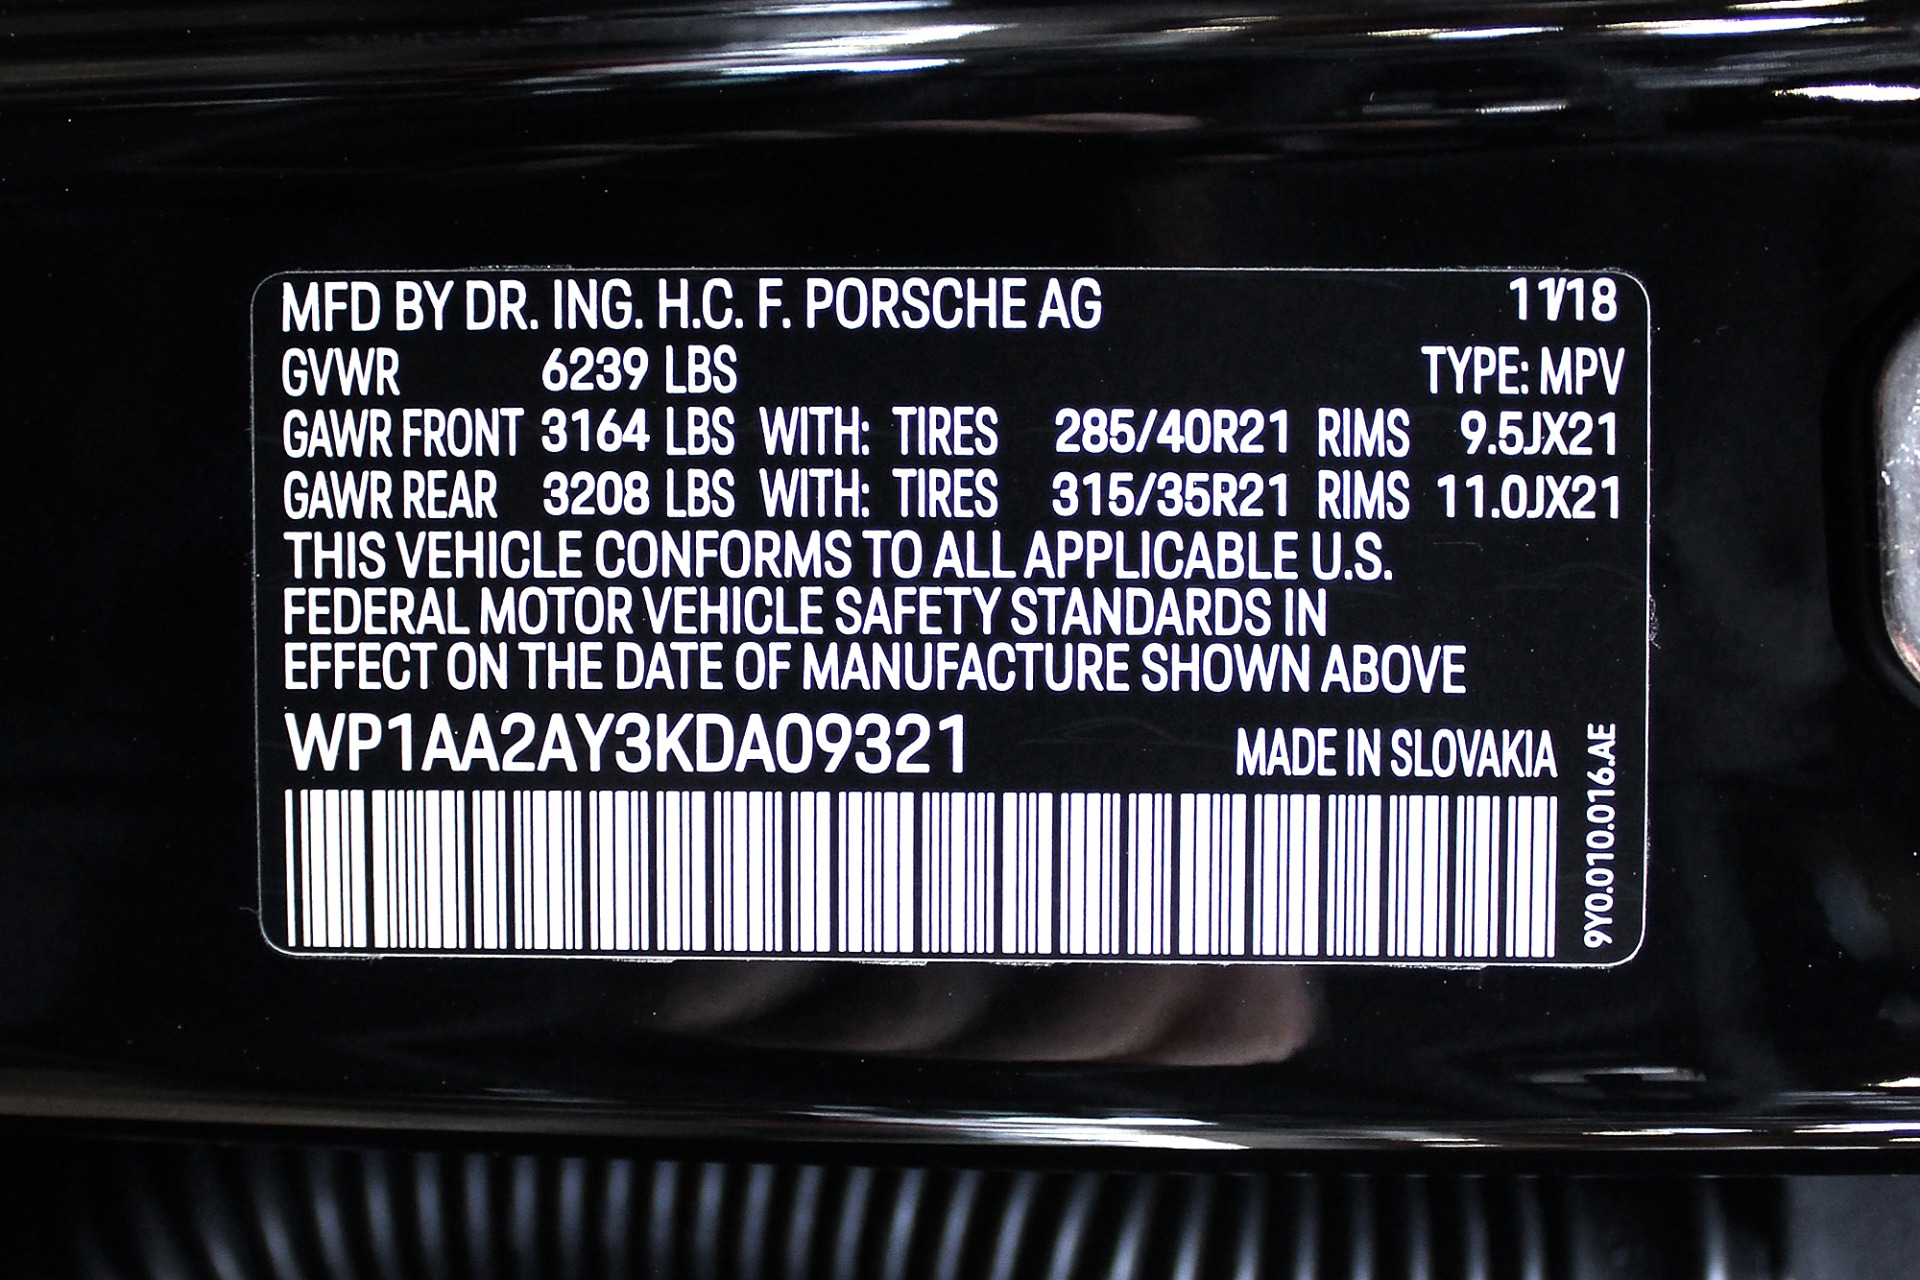 MFD BY DR. ING. H.C. F. PORSCHE AG 11/18
GVWR 6239 LBS TYPE: MPV
GAWR FRONT 3164 LBS WITH: TIRES 285/40R21 RIMS 9.5JX21
GAWR REAR 3208 LBS WITH: TIRES 315/35R21 RIMS 11.0JX21
THIS VEHICLE CONFORMS TO ALL APPLICABLE U.S.
FEDERAL MOTOR VEHICLE SAFETY STANDARDS IN
EFFECT ON THE DATE OF MANUFACTURE SHOWN ABOVE
WP1AA2AY3KDA09321 MADE IN SLOVAKIA
9Y0.010.016.AE